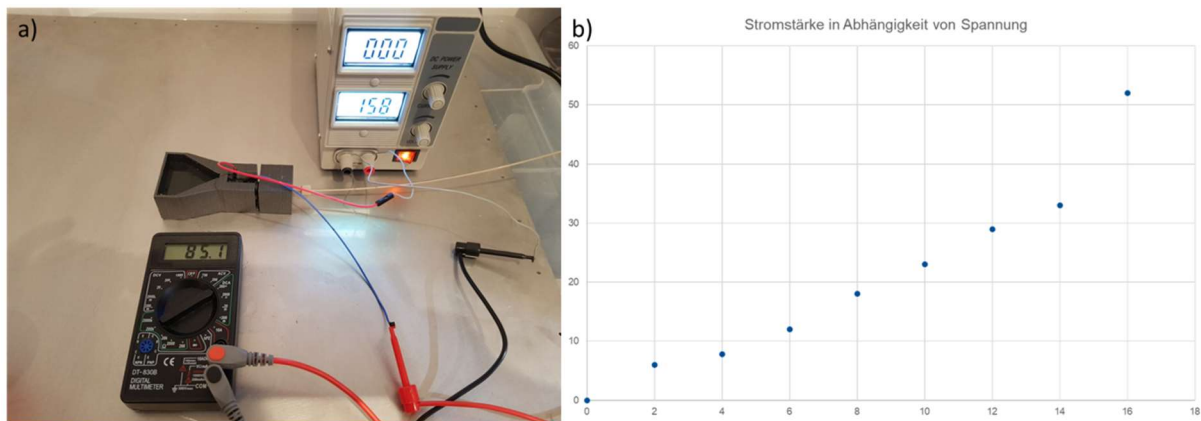 a)
000
DC POWER
SUPPLY
158
85.1
DT-830B
DIGITAL
MULTIMETER
CE
COM
b)
Stromstärke in Abhängigkeit von Spannung
60
50
40
30
20
10
0
0 2 4 6 8 10 12 14 16 18